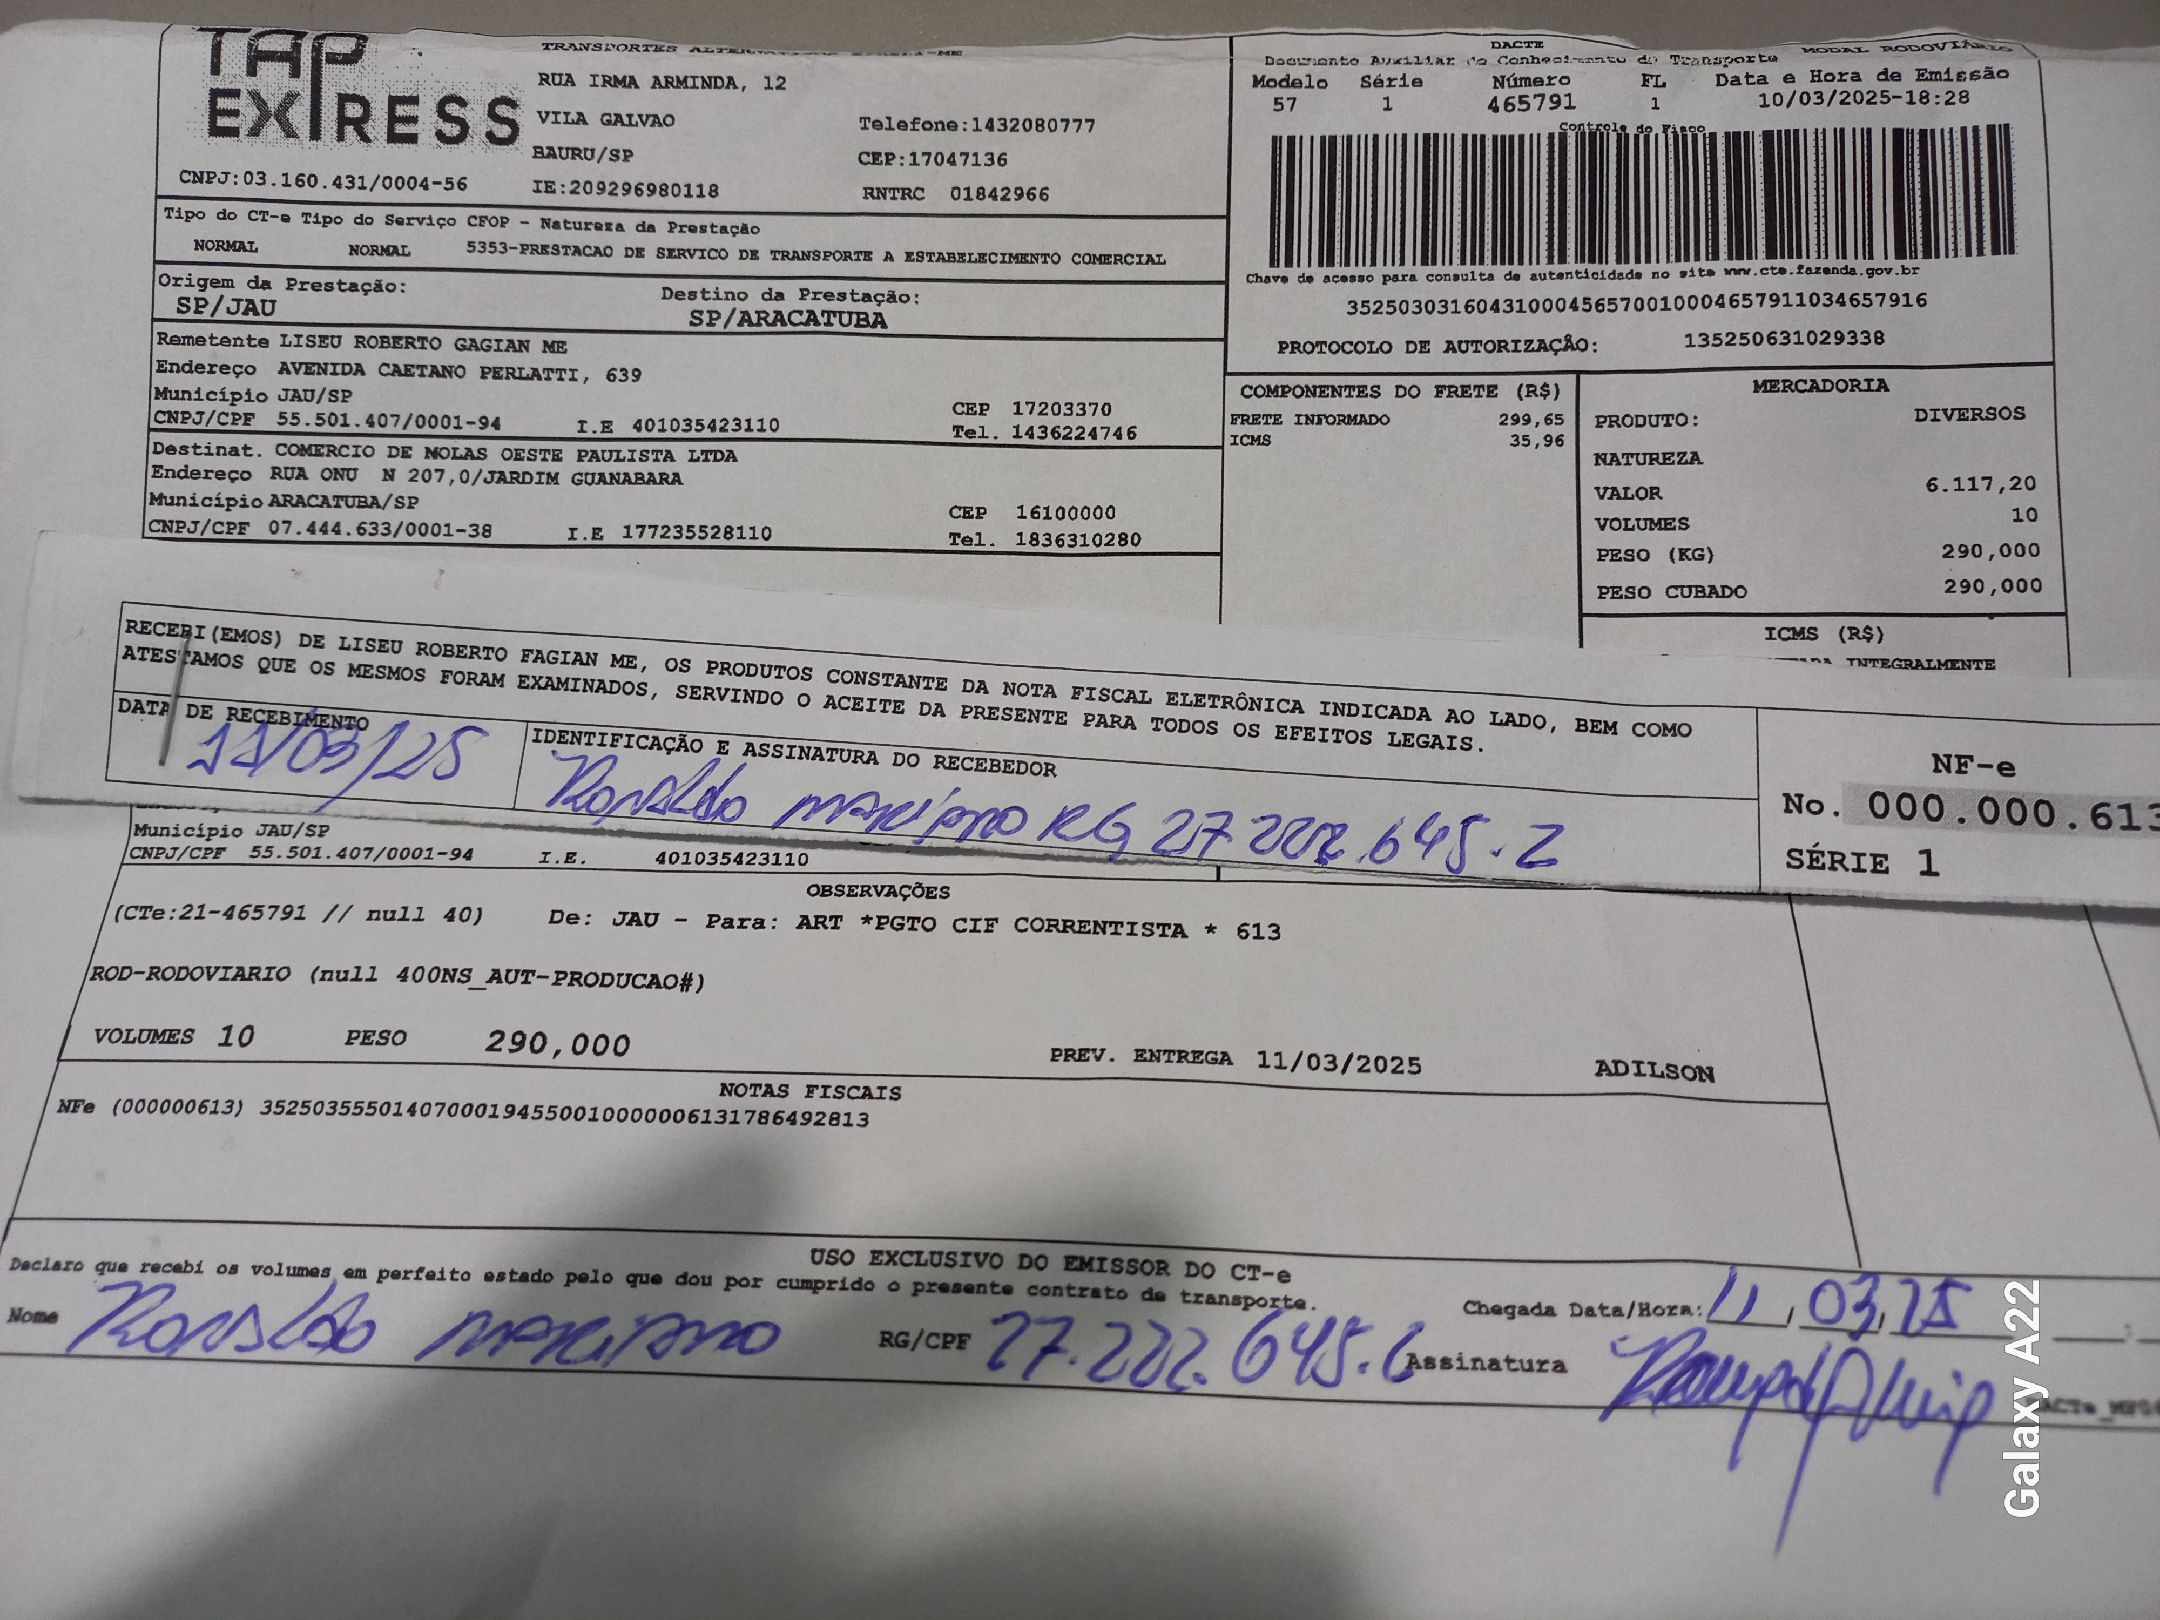 TAP EXPRESS
TRANSPORTES
RUA IRMA ARMINDA, 12
VILA GALVAO Telefone:1432080777
BAURU/SP CEP:17047136
CNPJ:03.160.431/0004-56 IE:209296980118 RNTRC 01842966
DACTE MODAL RODOVIÁRIO
Documento Auxiliar do Conhecimento de Transporte
Modelo Série Número FL Data e Hora de Emissão
57 1 465791 1 10/03/2025-18:28
Controle do Fisco
Chave de acesso para consulta de autenticidade no site www.cte.fazenda.gov.br
35250303160431000456570010004657911034657916
PROTOCOLO DE AUTORIZAÇÃO: 135250631029338
Tipo do CT-e Tipo do Serviço CFOP - Natureza da Prestação
NORMAL NORMAL 5353-PRESTACAO DE SERVICO DE TRANSPORTE A ESTABELECIMENTO COMERCIAL
Origem da Prestação: Destino da Prestação:
SP/JAU SP/ARACATUBA
Remetente LISEU ROBERTO GAGIAN ME
Endereço AVENIDA CAETANO PERLATTI, 639
Município JAU/SP CEP 17203370
CNPJ/CPF 55.501.407/0001-94 I.E 401035423110 Tel. 1436224746
Destinat. COMERCIO DE MOLAS OESTE PAULISTA LTDA
Endereço RUA ONU N 207,0/JARDIM GUANABARA
Município ARACATUBA/SP CEP 16100000
CNPJ/CPF 07.444.633/0001-38 I.E 177235528110 Tel. 1836310280
COMPONENTES DO FRETE (R$)
FRETE INFORMADO 299,65
ICMS 35,96
MERCADORIA
PRODUTO: DIVERSOS
NATUREZA
VALOR 6.117,20
VOLUMES 10
PESO (KG) 290,000
PESO CUBADO 290,000
ICMS (R$)
INTEGRALMENTE
RECEBI(EMOS) DE LISEU ROBERTO FAGIAN ME, OS PRODUTOS CONSTANTE DA NOTA FISCAL ELETRÔNICA INDICADA AO LADO, BEM COMO
ATESTAMOS QUE OS MESMOS FORAM EXAMINADOS, SERVINDO O ACEITE DA PRESENTE PARA TODOS OS EFEITOS LEGAIS.
DATA DE RECEBIMENTO IDENTIFICAÇÃO E ASSINATURA DO RECEBEDOR
11/03/25 Ronaldo mariano RG 27.222.645.2
NF-e
No. 000.000.613
SÉRIE 1
Município JAU/SP
CNPJ/CPF 55.501.407/0001-94 I.E. 401035423110
OBSERVAÇÕES
(CTe:21-465791 // null 40) De: JAU - Para: ART *PGTO CIF CORRENTISTA * 613
ROD-RODOVIARIO (null 400NS_AUT-PRODUCAO#)
VOLUMES 10 PESO 290,000 PREV. ENTREGA 11/03/2025 ADILSON
NOTAS FISCAIS
NFe (000000613) 35250355501407000194550010000006131786492813
USO EXCLUSIVO DO EMISSOR DO CT-e
Declaro que recebi os volumes em perfeito estado pelo que dou por cumprido o presente contrato de transporte.
Chegada Data/Hora: 11, 03, 25
Nome Ronaldo mariano RG/CPF 27.222.645. Assinatura
Galaxy A22